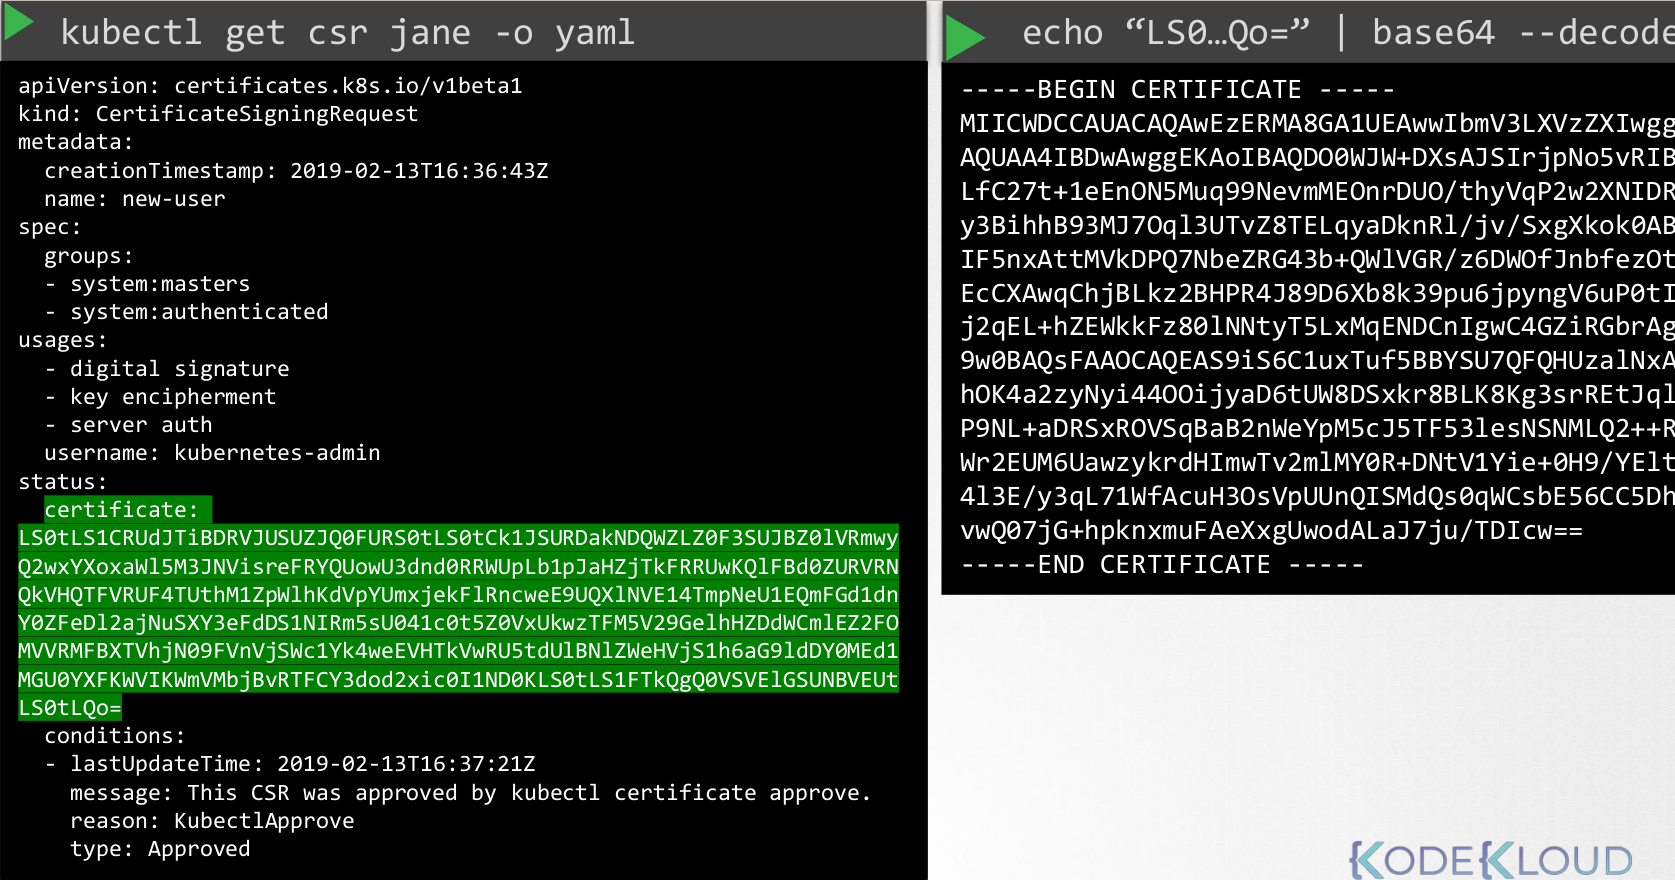 kubectl get csr jane -o yaml
apiVersion: certificates.k8s.io/v1beta1
kind: CertificateSigningRequest
metadata:
  creationTimestamp: 2019-02-13T16:36:43Z
  name: new-user
spec:
  groups:
  - system:masters
  - system:authenticated
usages:
  - digital signature
  - key encipherment
  - server auth
  username: kubernetes-admin
status:
  certificate:
LS0tLS1CRUdJTiBDRVJUSUZJQ0FURS0tLS0tCk1JSURDakNDQWZLZ0F3SUJBZ0lVRmwy
Q2wxYXoxaWl5M3JNVisreFRYQUowU3dnd0RRWUpLb1pJaHZjTkFRRUwKQlFBd0ZURVRN
QkVHQTFVRUF4TUthM1ZpWlhKdVpYUmxjekFlRncweE9UQXlNVE14TmpNeU1EQmFGd1dn
Y0ZFeDl2ajNuSXY3eFdDS1NIRm5sU041c0t5Z0VxUkwzTFM5V29GelhHZDdWCmlEZ2FO
MVVRMFBXTVhjN09FVnVjSWc1Yk4weEVHTkVwRU5tdUlBNlZWeHVjS1h6aG9ldDY0MEd1
MGU0YXFKWVIKWmVMbjBvRTFCY3dod2xic0I1ND0KLS0tLS1FTkQgQ0VSVElGSUNBVEUt
LS0tLQo=
  conditions:
  - lastUpdateTime: 2019-02-13T16:37:21Z
    message: This CSR was approved by kubectl certificate approve.
    reason: KubectlApprove
    type: Approved
echo “LS0…Qo=” | base64 --decode
-----BEGIN CERTIFICATE -----
MIICWDCCAUACAQAwEzERMA8GA1UEAwwIbmV3LXVzZXIwgg
AQUAA4IBDwAwggEKAoIBAQDO0WJW+DXsAJSIrjpNo5vRIB
LfC27t+1eEnON5Muq99NevmMEOnrDUO/thyVqP2w2XNIDR
y3BihhB93MJ7Oql3UTvZ8TELqyaDknRl/jv/SxgXkok0AB
IF5nxAttMVkDPQ7NbeZRG43b+QWlVGR/z6DWOfJnbfezOt
EcCXAwqChjBLkz2BHPR4J89D6Xb8k39pu6jpyngV6uP0tI
j2qEL+hZEWkkFz80lNNtyT5LxMqENDCnIgwC4GZiRGbrAg
9w0BAQsFAAOCAQEAS9iS6C1uxTuf5BBYSU7QFQHUzalNxA
hOK4a2zyNyi44OOijyaD6tUW8DSxkr8BLK8Kg3srREtJql
P9NL+aDRSxROVSqBaB2nWeYpM5cJ5TF53lesNSNMLQ2++R
Wr2EUM6UawzykrdHImwTv2mlMY0R+DNtV1Yie+0H9/YElt
4l3E/y3qL71WfAcuH3OsVpUUnQISMdQs0qWCsbE56CC5Dh
vwQ07jG+hpknxmuFAeXxgUwodALaJ7ju/TDIcw==
-----END CERTIFICATE -----
KODEKLOUD